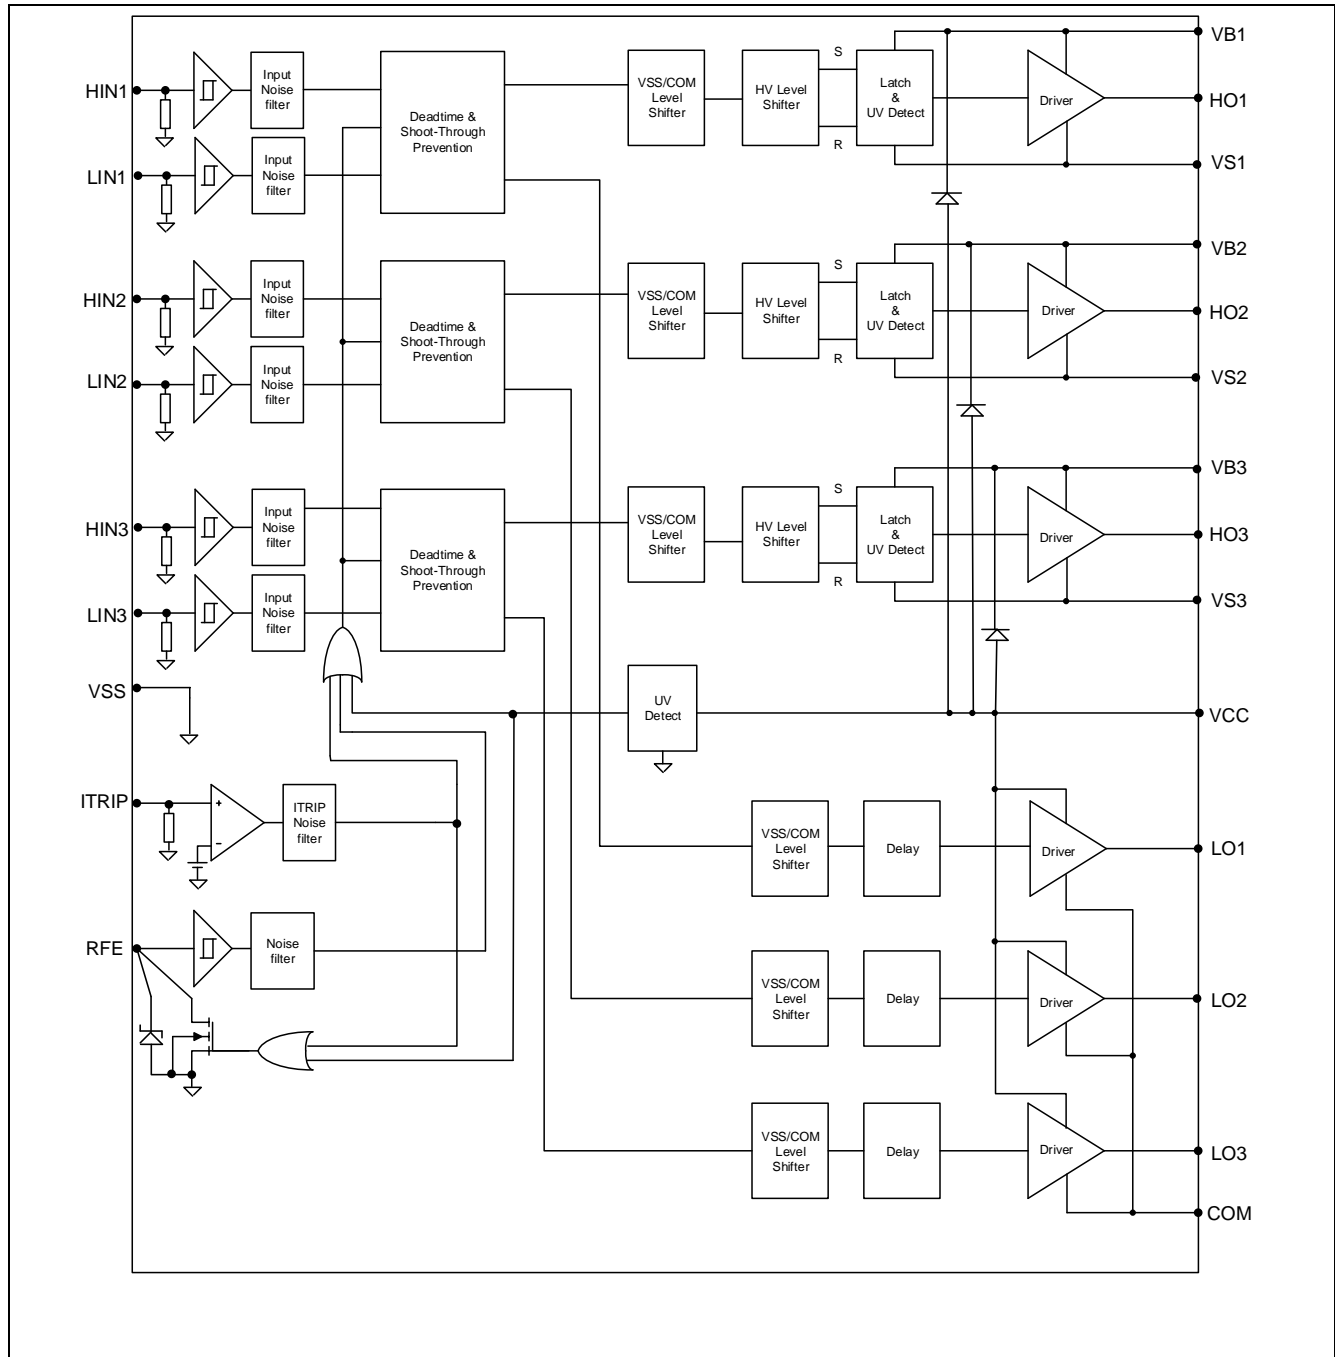 VB1
HIN1
Input
Noise
filter
Deadtime &
Shoot-Through
Prevention
VSS/COM
Level
Shifter
HV Level
Shifter
S
R
Latch
&
UV Detect
Driver
HO1
LIN1
Input
Noise
filter
VS1
VB2
HIN2
Input
Noise
filter
Deadtime &
Shoot-Through
Prevention
VSS/COM
Level
Shifter
HV Level
Shifter
S
R
Latch
&
UV Detect
Driver
HO2
LIN2
Input
Noise
filter
VS2
VB3
HIN3
Input
Noise
filter
Deadtime &
Shoot-Through
Prevention
VSS/COM
Level
Shifter
HV Level
Shifter
S
R
Latch
&
UV Detect
Driver
HO3
LIN3
Input
Noise
filter
VS3
VSS
UV
Detect
VCC
ITRIP
+
−
ITRIP
Noise
filter
VSS/COM
Level
Shifter
Delay
Driver
LO1
RFE
Noise
filter
VSS/COM
Level
Shifter
Delay
Driver
LO2
VSS/COM
Level
Shifter
Delay
Driver
LO3
COM